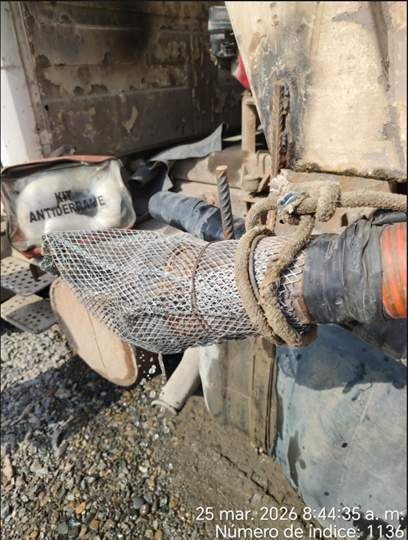 KIT
ANTIDERRAME
25 mar. 2026 8:44:35 a. m.
Número de índice: 1136